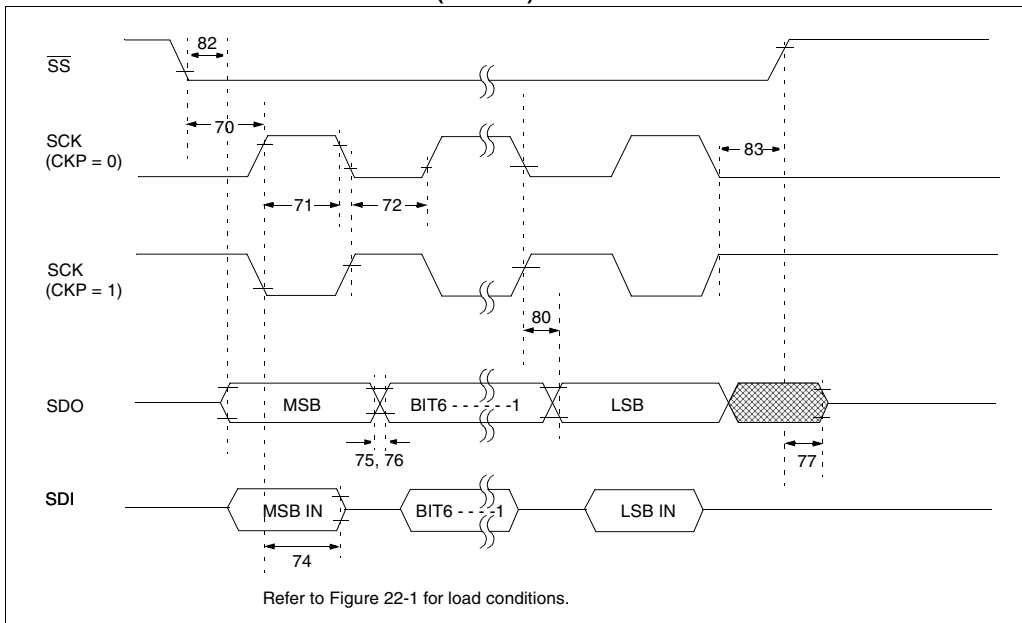 82
SS
70
SCK
(CKP = 0)
83
71
72
SCK
(CKP = 1)
80
SDO
MSB
BIT6 - - - - - -1
LSB
75, 76
77
SDI
MSB IN
BIT6 - - - -1
LSB IN
74
Refer to Figure 22-1 for load conditions.